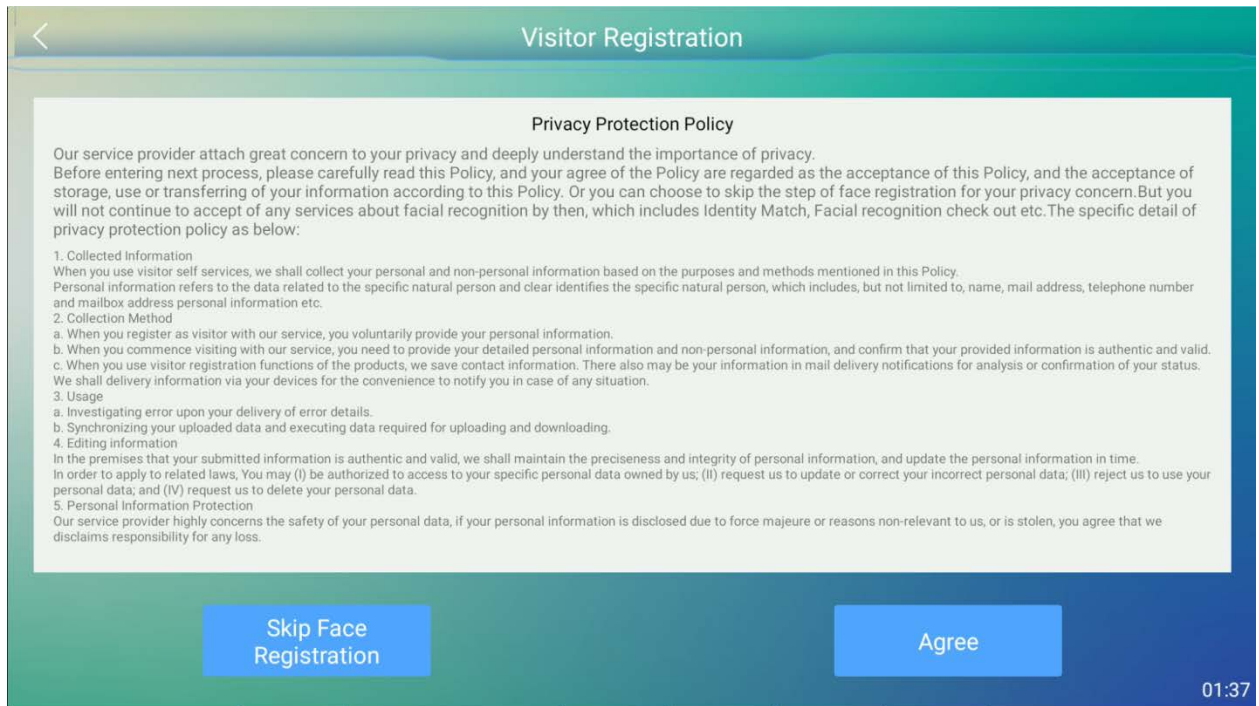 Visitor Registration
Privacy Protection Policy
Our service provider attach great concern to your privacy and deeply understand the importance of privacy.
Before entering next process, please carefully read this Policy, and your agree of the Policy are regarded as the acceptance of this Policy, and the acceptance of
storage, use or transferring of your information according to this Policy. Or you can choose to skip the step of face registration for your privacy concern.But you
will not continue to accept of any services about facial recognition by then, which includes Identity Match, Facial recognition check out etc.The specific detail of
privacy protection policy as below:
1. Collected Information
When you use visitor self services, we shall collect your personal and non-personal information based on the purposes and methods mentioned in this Policy.
Personal information refers to the data related to the specific natural person and clear identifies the specific natural person, which includes, but not limited to, name, mail address, telephone number
and mailbox address personal information etc.
2. Collection Method
a. When you register as visitor with our service, you voluntarily provide your personal information.
b. When you commence visiting with our service, you need to provide your detailed personal information and non-personal information, and confirm that your provided information is authentic and valid.
c. When you use visitor registration functions of the products, we save contact information. There also may be your information in mail delivery notifications for analysis or confirmation of your status.
We shall delivery information via your devices for the convenience to notify you in case of any situation.
3. Usage
a. Investigating error upon your delivery of error details.
b. Synchronizing your uploaded data and executing data required for uploading and downloading.
4. Editing information
In the premises that your submitted information is authentic and valid, we shall maintain the preciseness and integrity of personal information, and update the personal information in time.
In order to apply to related laws, You may (I) be authorized to access to your specific personal data owned by us; (II) request us to update or correct your incorrect personal data; (III) reject us to use your
personal data; and (IV) request us to delete your personal data.
5. Personal Information Protection
Our service provider highly concerns the safety of your personal data, if your personal information is disclosed due to force majeure or reasons non-relevant to us, or is stolen, you agree that we
disclaims responsibility for any loss.
Skip Face
Registration
Agree
01:37